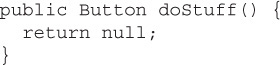 public Button doStuff() {
  return null;
}